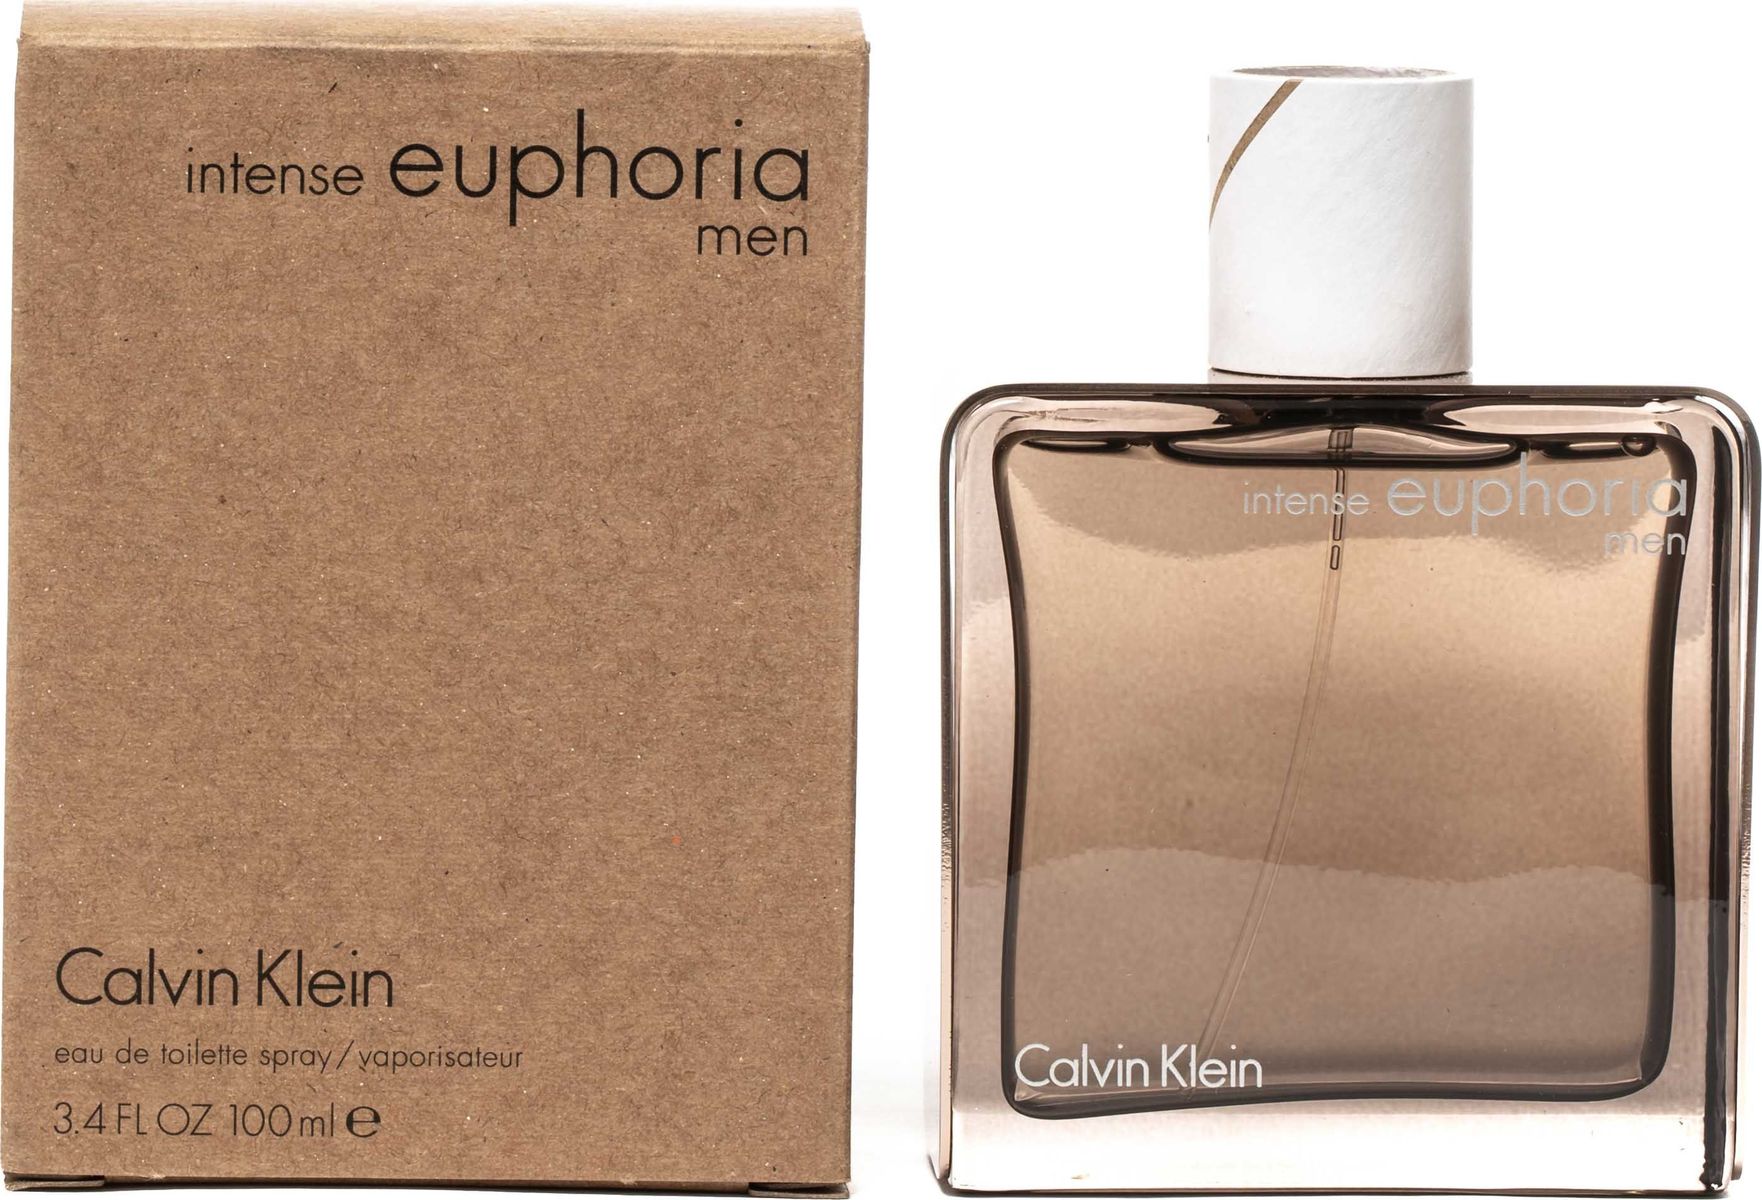 intense euphoria
men
Calvin Klein
eau de toilette spray/vaporisateur
3.4 FL OZ 100 ml e
intense euphoria
men
Calvin Klein